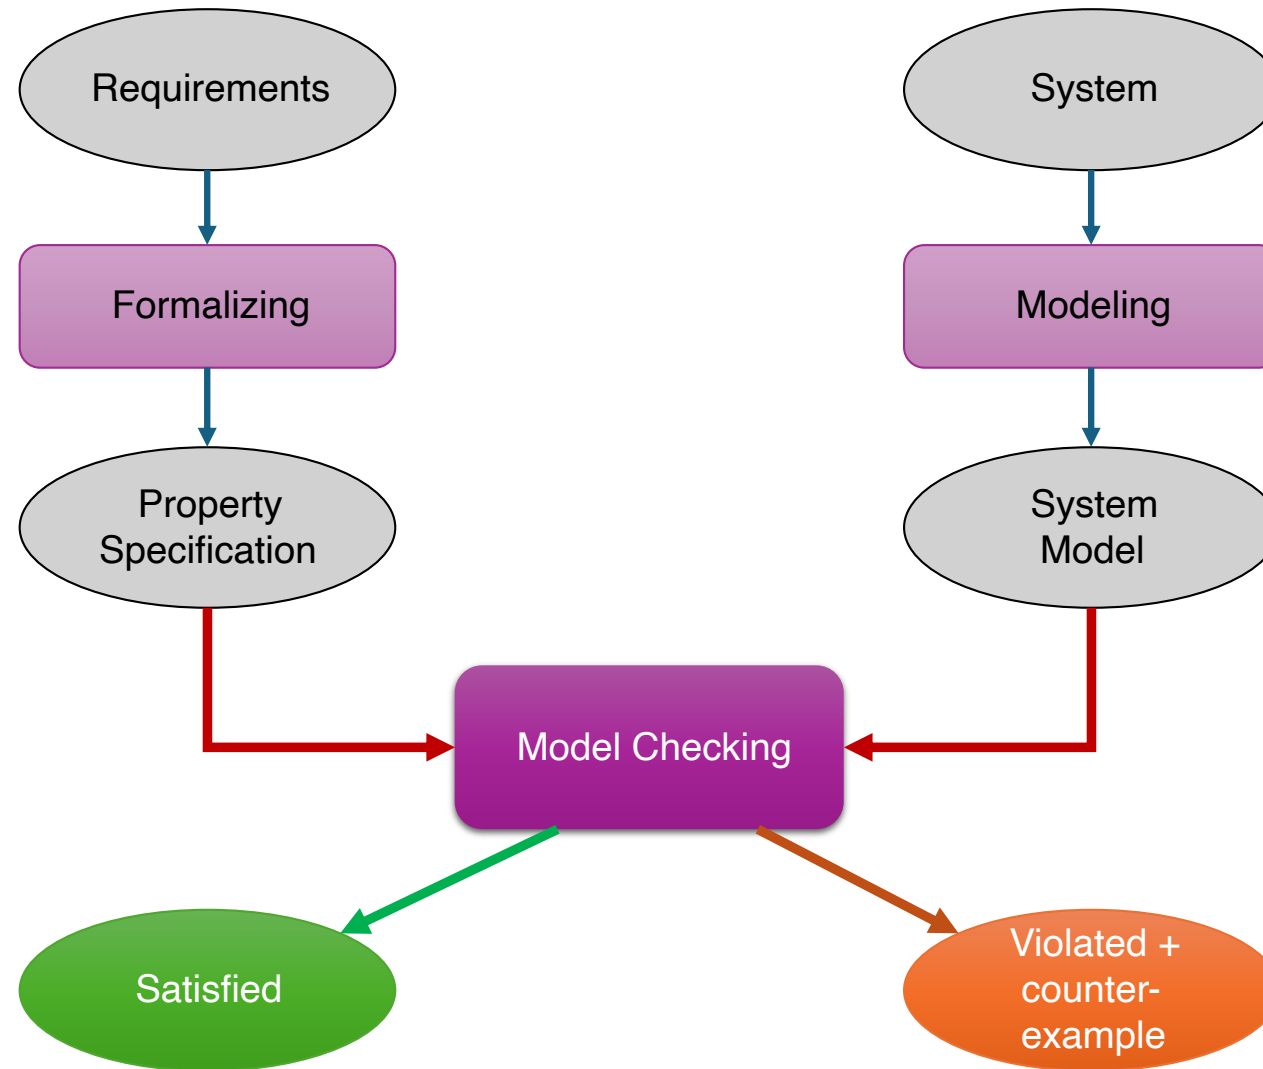 Requirements
System
Formalizing
Modeling
Property
Specification
System
Model
Model Checking
Satisfied
Violated +
counter-
example